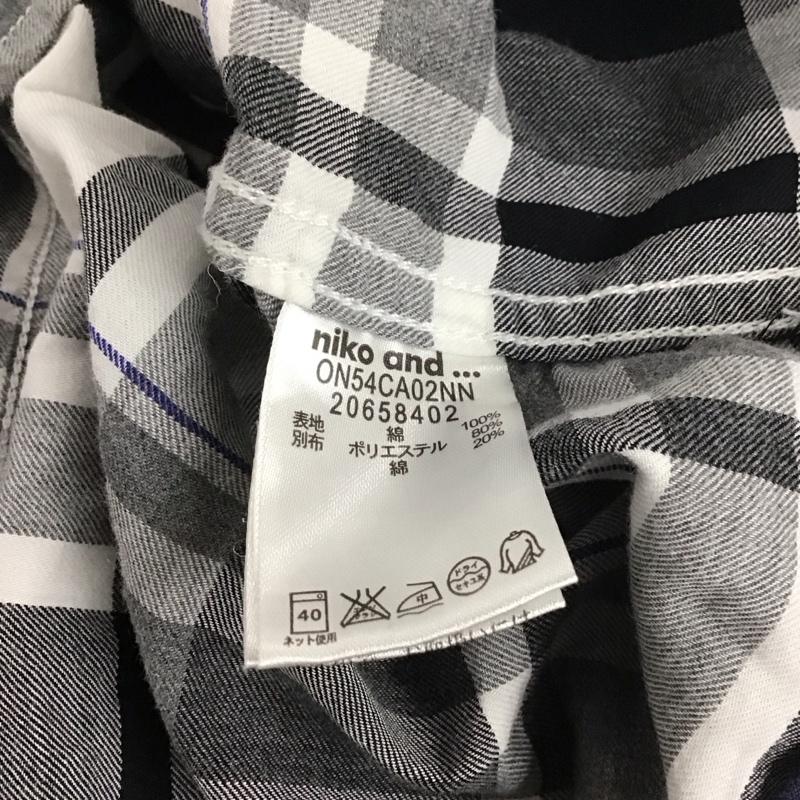 niko and ...
ON54CA02NN
20658402
表地 綿 100%
別布 ポリエステル 80%
綿 20%
40
中
ドライ
セキユ系
ネット使用